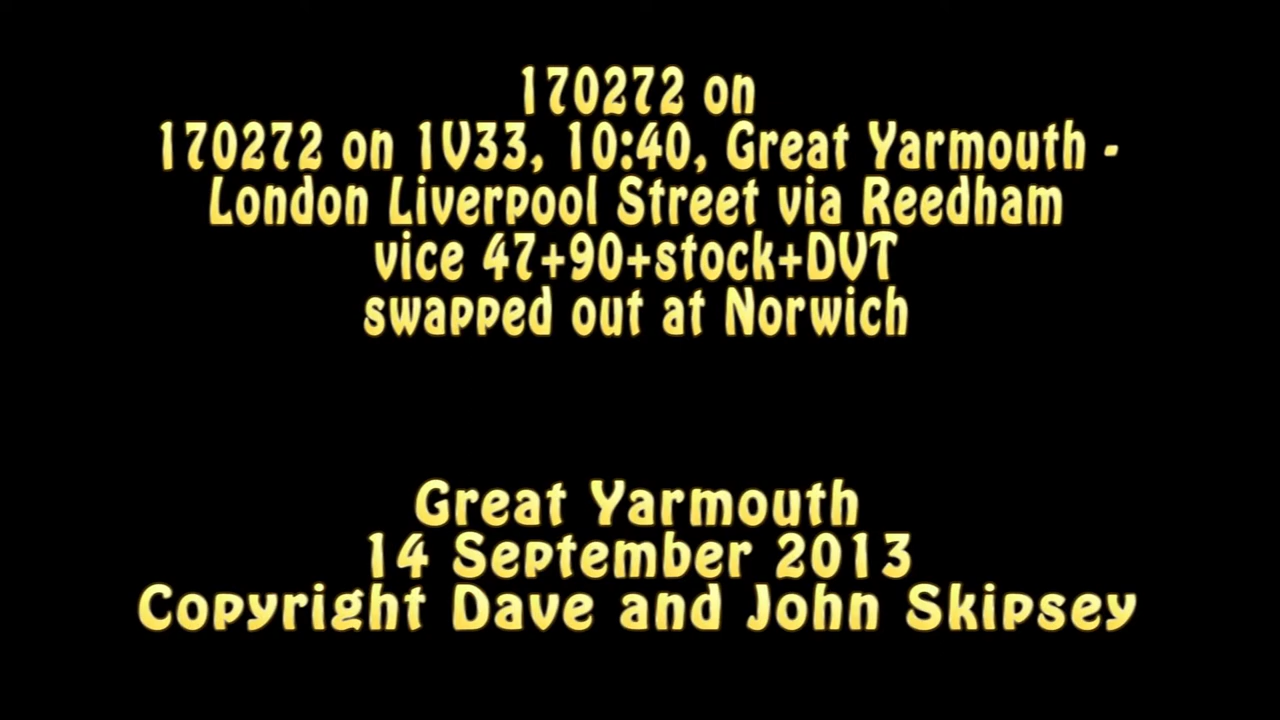 170272 on
170272 on 1V33, 10:40, Great Yarmouth -
London Liverpool Street via Reedham
vice 47+90+stock+DVT
swapped out at Norwich
Great Yarmouth
14 September 2013
Copyright Dave and John Skipsey